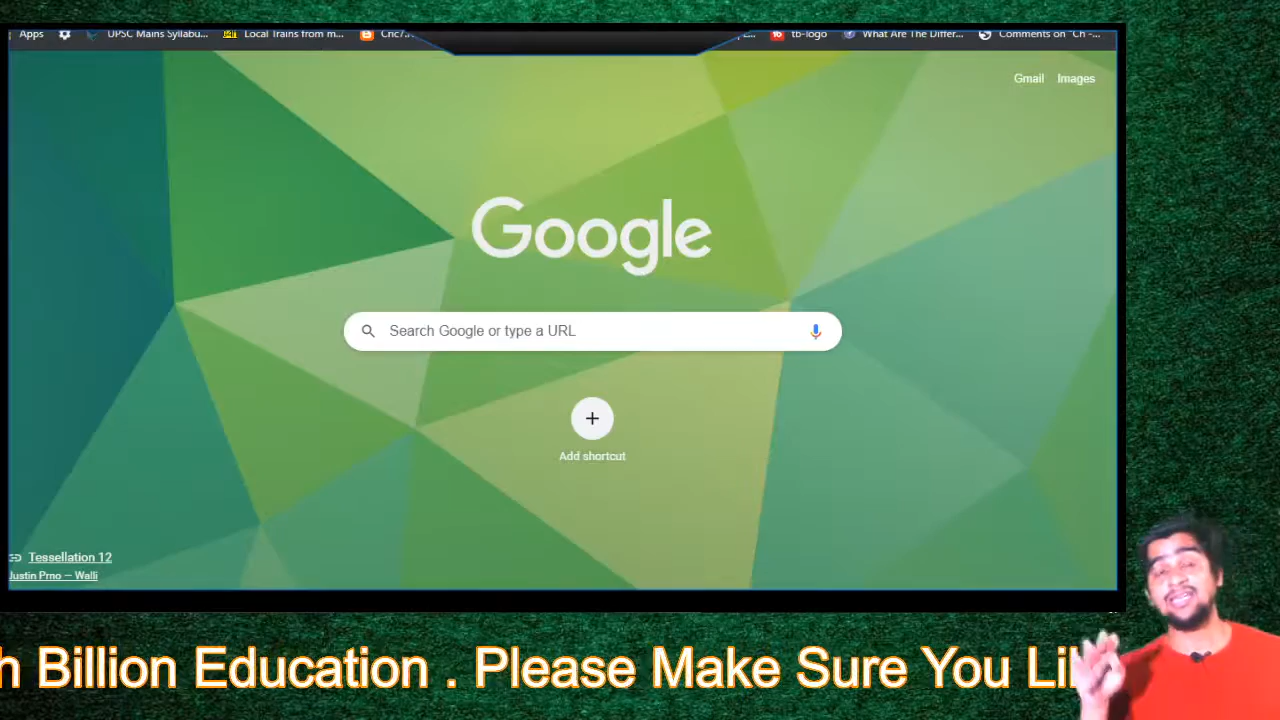 Apps UPSC Mains Syllabu... Local Trains from m... tb-logo What Are The Differ... Comments on "Ch -...
Gmail Images
Google
Search Google or type a URL
Add shortcut
Tessellation 12
Justin Prno — Walli
Billion Education . Please Make Sure You